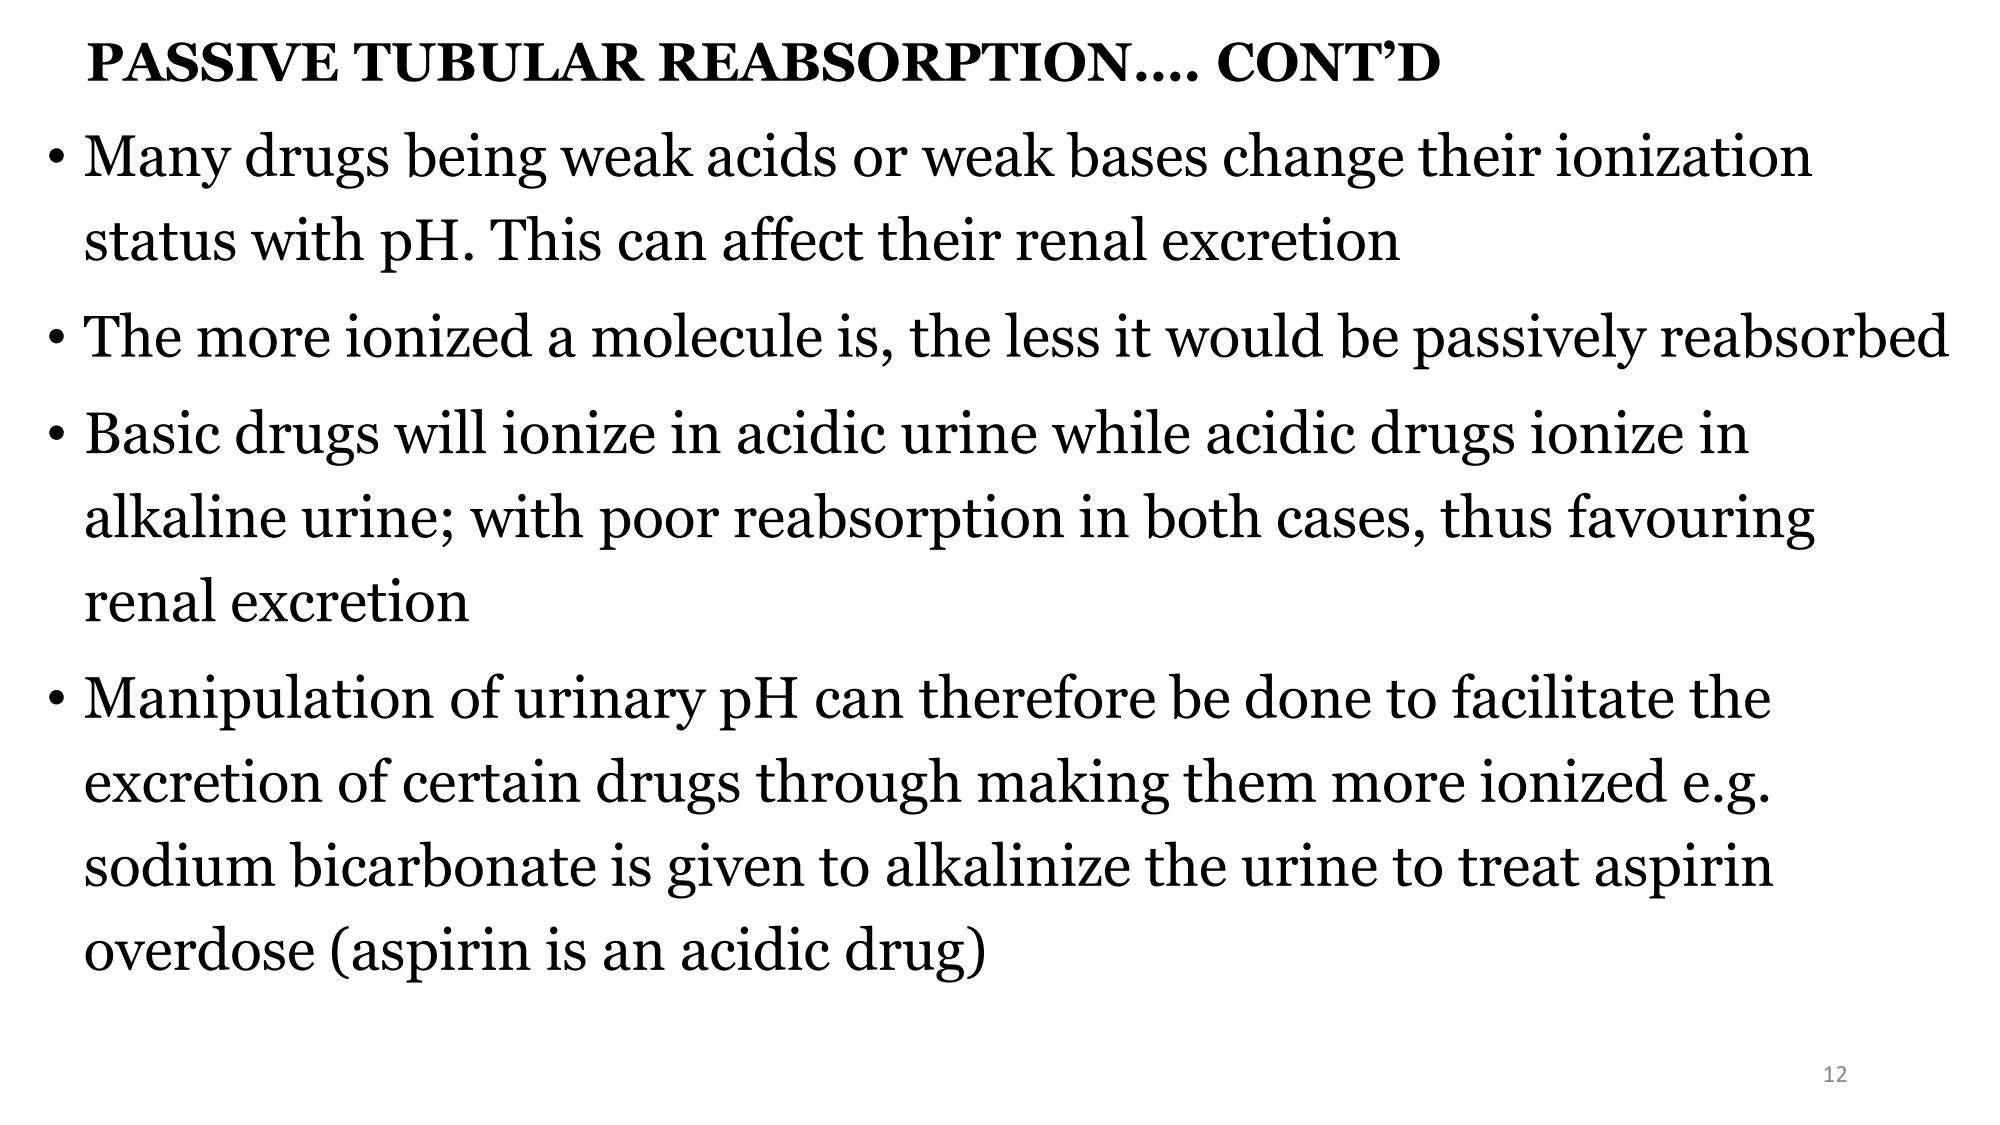 PASSIVE TUBULAR REABSORPTION.... CONT’D
• Many drugs being weak acids or weak bases change their ionization
status with pH. This can affect their renal excretion
• The more ionized a molecule is, the less it would be passively reabsorbed
• Basic drugs will ionize in acidic urine while acidic drugs ionize in
alkaline urine; with poor reabsorption in both cases, thus favouring
renal excretion
• Manipulation of urinary pH can therefore be done to facilitate the
excretion of certain drugs through making them more ionized e.g.
sodium bicarbonate is given to alkalinize the urine to treat aspirin
overdose (aspirin is an acidic drug)
12